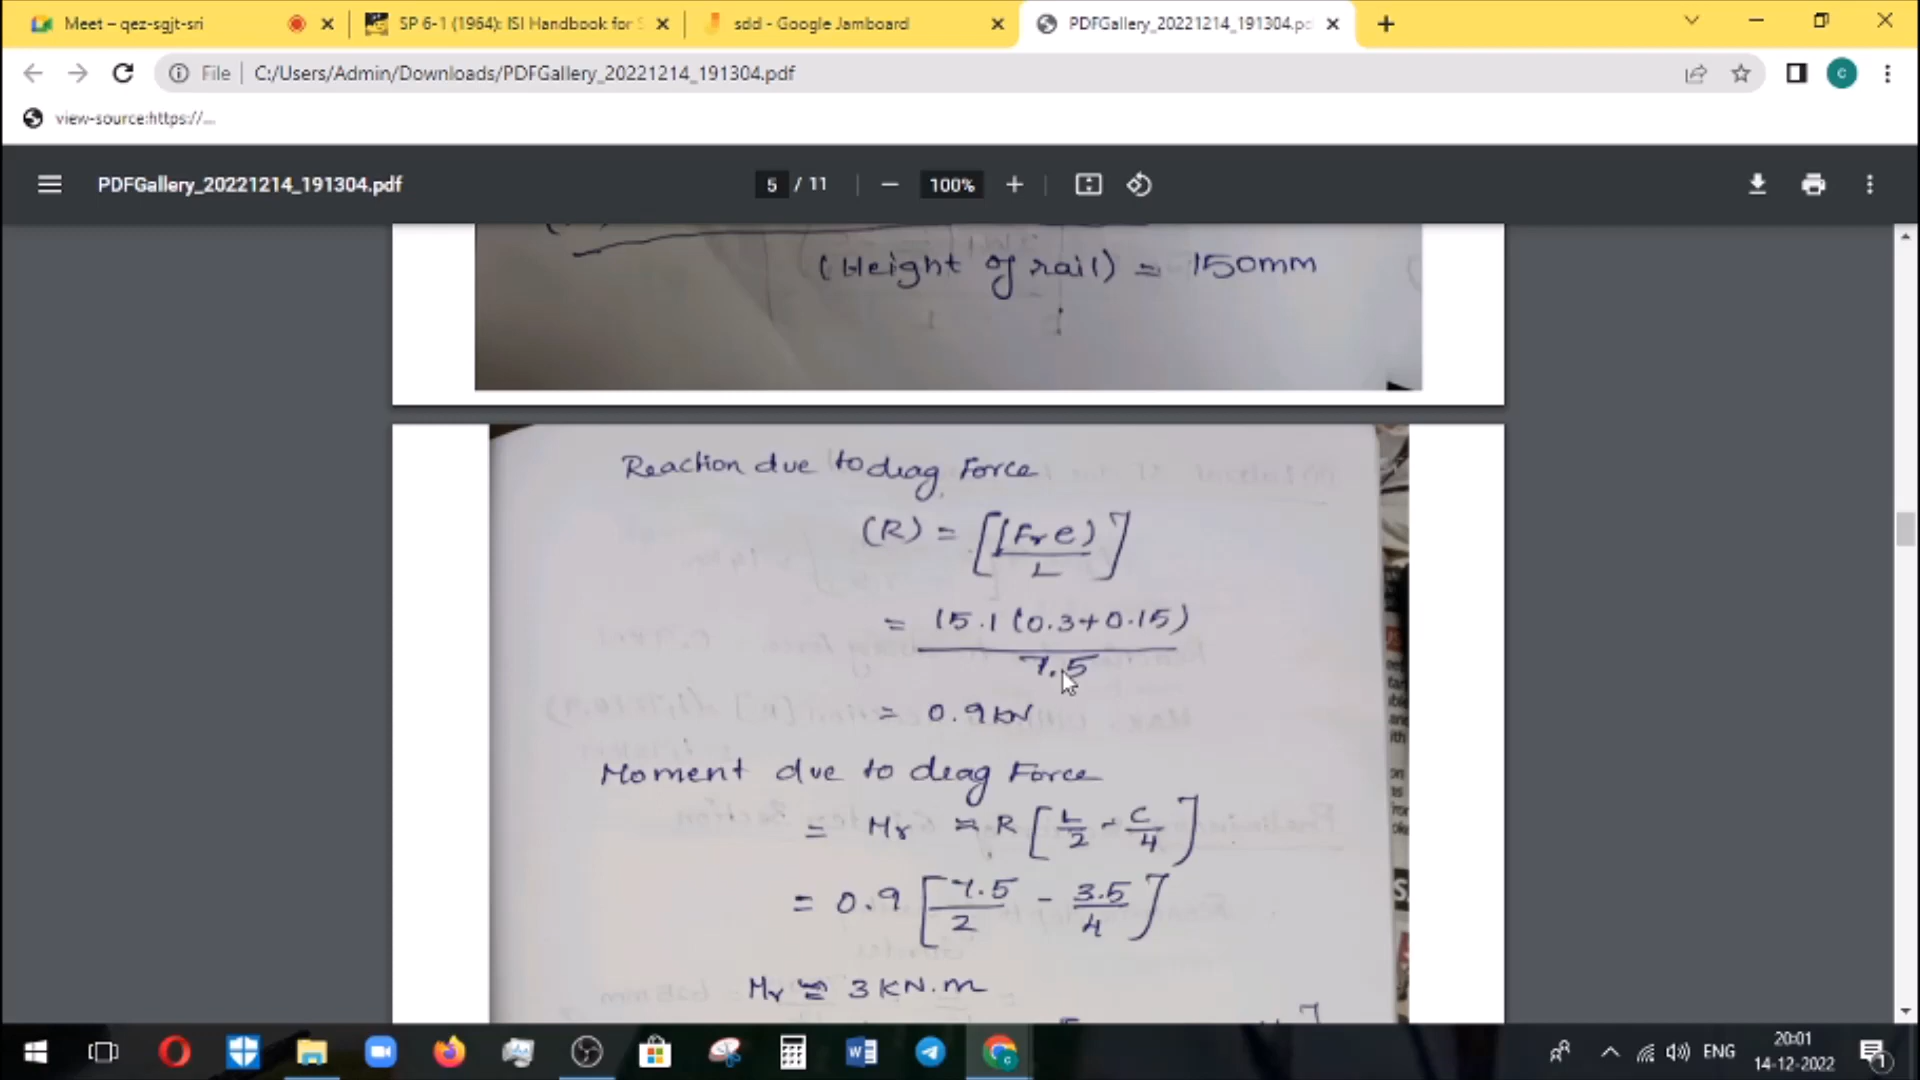 Meet – qez-sgjt-sri
SP 6-1 (1964): ISI Handbook for S
sdd - Google Jamboard
PDFGallery_20221214_191304.pdf
File
C:/Users/Admin/Downloads/PDFGallery_20221214_191304.pdf
C
view-source:https://...
PDFGallery_20221214_191304.pdf
5 / 11
100%
(Height of rail) = 150mm
Reaction due to drag Force
(R) = [(Fr e)/L]
= 15.1 (0.3+0.15)
7.5
= 0.9 kN
Moment due to drag Force
= Mr = R [L/2 - C/4]
= 0.9 [7.5/2 - 3.5/4]
Mr ≃ 3 KN.m
ENG
20:01
14-12-2022
1